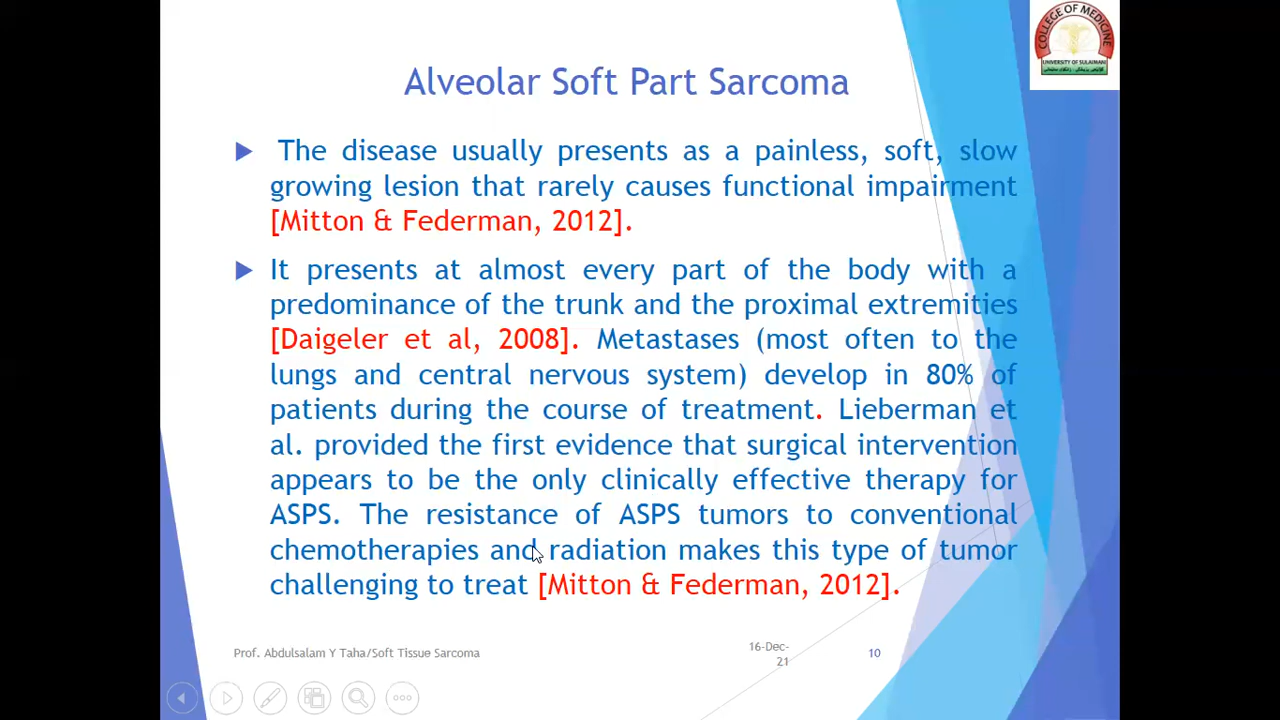 COLLEGE OF MEDICINE
UNIVERSITY OF SULAIMANI
Alveolar Soft Part Sarcoma
The disease usually presents as a painless, soft, slow
growing lesion that rarely causes functional impairment
[Mitton & Federman, 2012].
It presents at almost every part of the body with a
predominance of the trunk and the proximal extremities
[Daigeler et al, 2008]. Metastases (most often to the
lungs and central nervous system) develop in 80% of
patients during the course of treatment. Lieberman et
al. provided the first evidence that surgical intervention
appears to be the only clinically effective therapy for
ASPS. The resistance of ASPS tumors to conventional
chemotherapies and radiation makes this type of tumor
challenging to treat [Mitton & Federman, 2012].
Prof. Abdulsalam Y Taha/Soft Tissue Sarcoma
16-Dec-
21
10